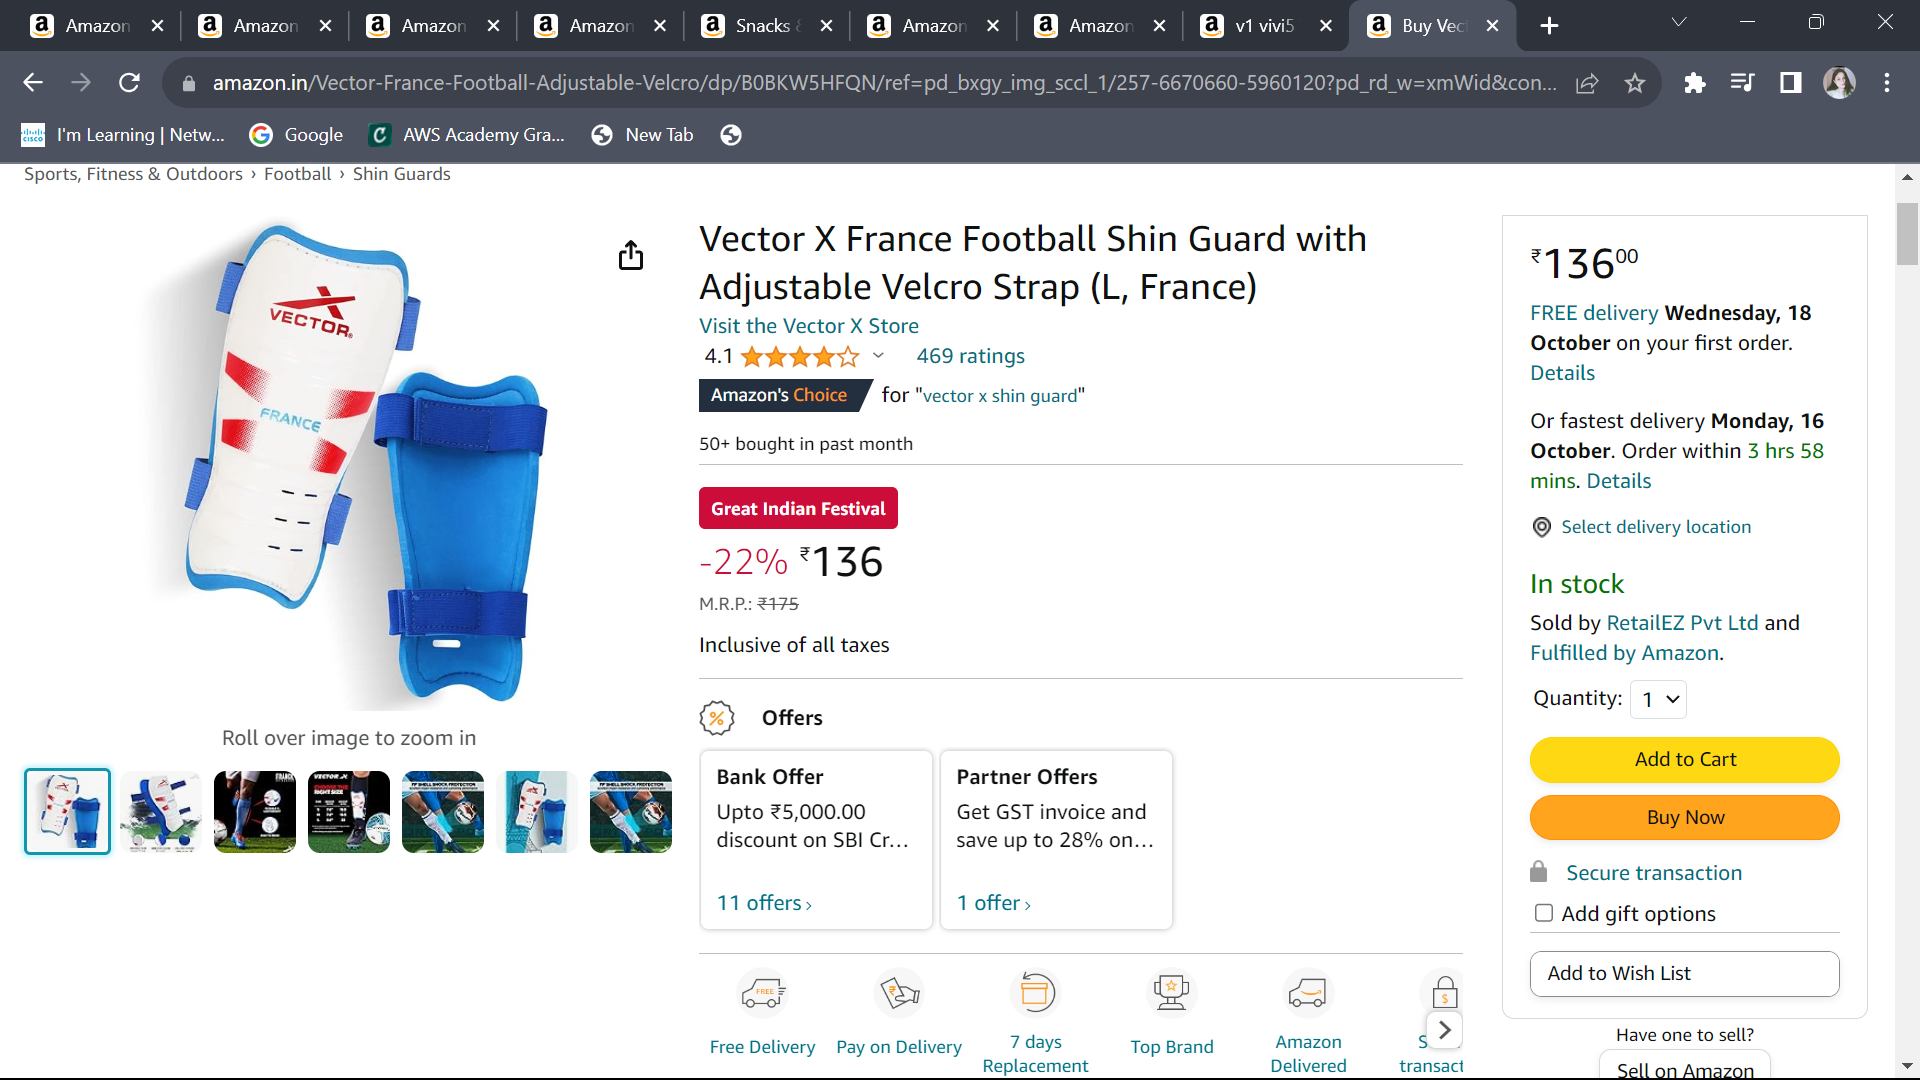 Amazon
Amazon
Amazon
Amazon
Snacks &
Amazon
Amazon
v1 vivi5
Buy Vec
amazon.in/Vector-France-Football-Adjustable-Velcro/dp/B0BKW5HFQN/ref=pd_bxgy_img_sccl_1/257-6670660-5960120?pd_rd_w=xmWid&con...
I'm Learning | Netw...
Google
AWS Academy Gra...
New Tab
Sports, Fitness & Outdoors › Football › Shin Guards
VECTOR
FRANCE
Roll over image to zoom in
Vector X France Football Shin Guard with
Adjustable Velcro Strap (L, France)
Visit the Vector X Store
4.1
469 ratings
Amazon's Choice for "vector x shin guard"
50+ bought in past month
Great Indian Festival
-22% ₹136
M.R.P.: ₹175
Inclusive of all taxes
Offers
Bank Offer
Upto ₹5,000.00
discount on SBI Cr...
11 offers ›
Partner Offers
Get GST invoice and
save up to 28% on...
1 offer ›
FREE
Free Delivery
Pay on Delivery
7 days
Replacement
Top Brand
Amazon
Delivered
transact
₹13600
FREE delivery Wednesday, 18
October on your first order.
Details
Or fastest delivery Monday, 16
October. Order within 3 hrs 58
mins. Details
Select delivery location
In stock
Sold by RetailEZ Pvt Ltd and
Fulfilled by Amazon.
Quantity: 1
Add to Cart
Buy Now
Secure transaction
Add gift options
Add to Wish List
Have one to sell?
Sell on Amazon